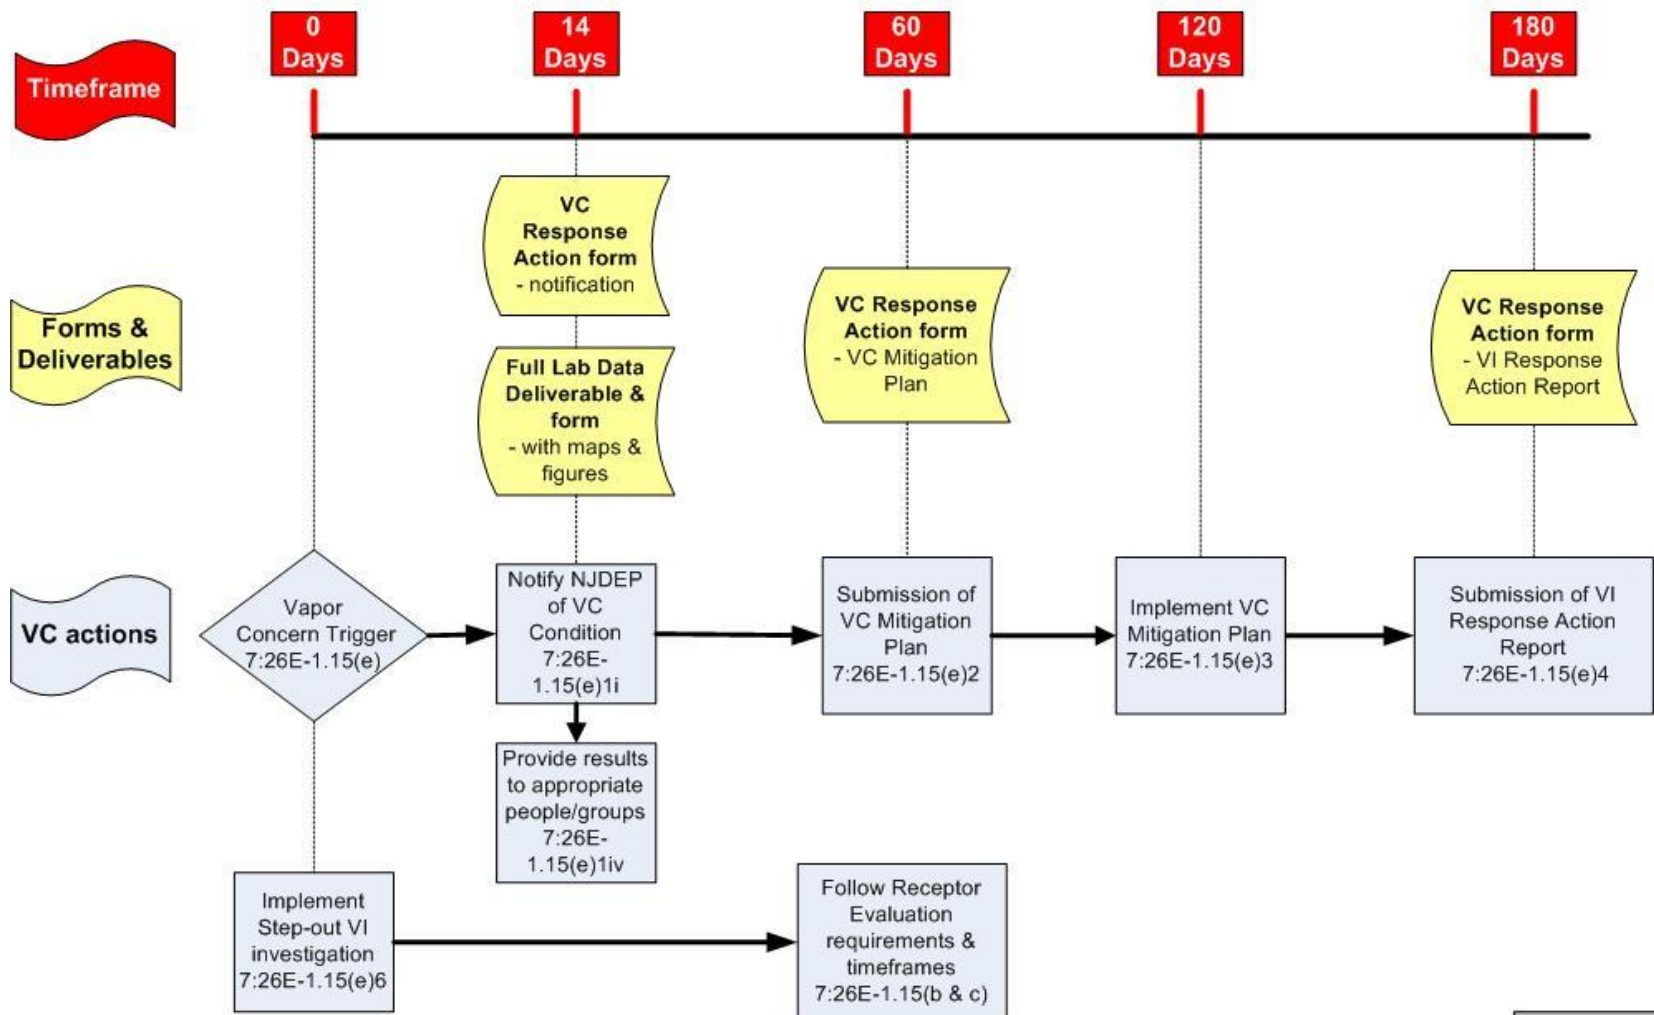 0
Days
14
Days
60
Days
120
Days
180
Days
Timeframe
VC
Response
Action form
- notification
Full Lab Data
Deliverable &
form
- with maps &
figures
VC Response
Action form
- VC Mitigation
Plan
VC Response
Action form
- VI Response
Action Report
Forms &
Deliverables
VC actions
Vapor
Concern Trigger
7:26E-1.15(e)
Notify NJDEP
of VC
Condition
7:26E-
1.15(e)1i
Submission of
VC Mitigation
Plan
7:26E-1.15(e)2
Implement VC
Mitigation Plan
7:26E-1.15(e)3
Submission of VI
Response Action
Report
7:26E-1.15(e)4
Provide results
to appropriate
people/groups
7:26E-
1.15(e)1iv
Implement
Step-out VI
investigation
7:26E-1.15(e)6
Follow Receptor
Evaluation
requirements &
timeframes
7:26E-1.15(b & c)